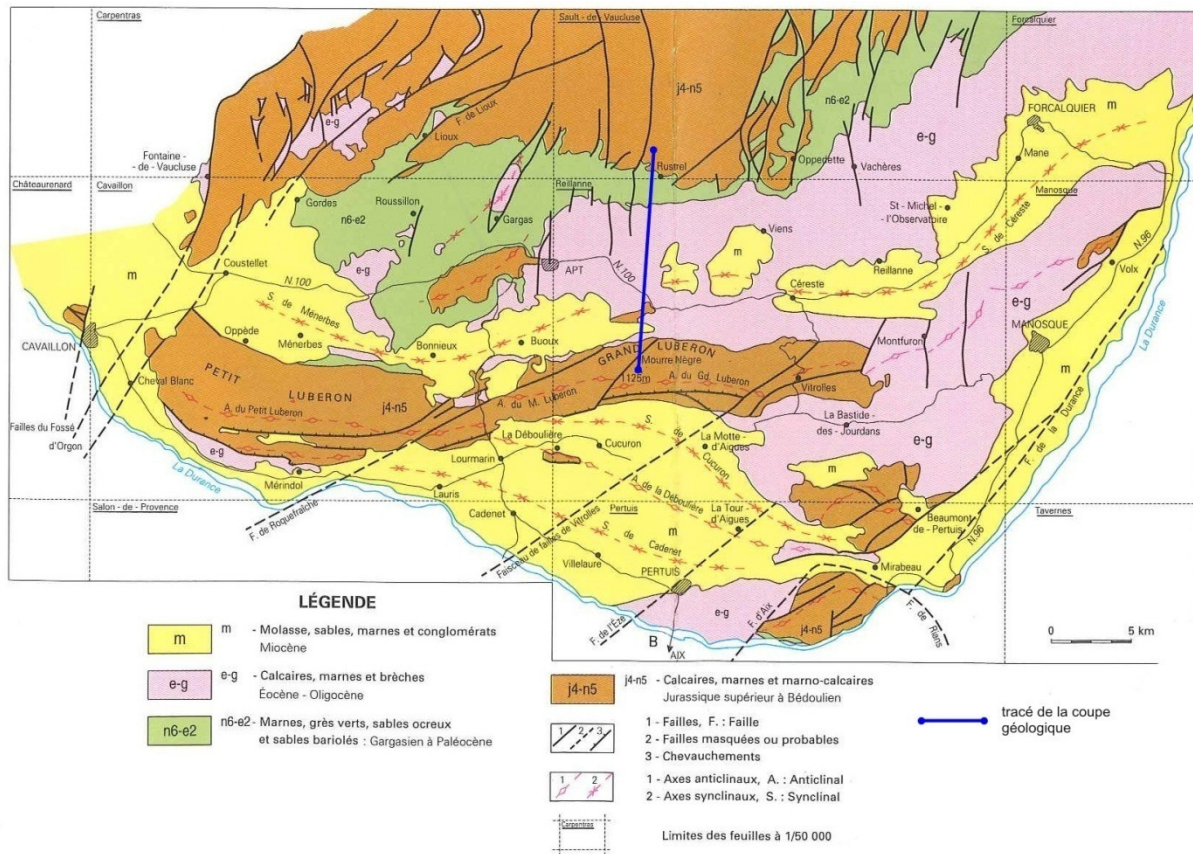 Carpentras
Sault - de - Vaucluse
Forcalquier
j4-n5
n6-e2
m
FORCALQUIER
e-g
F. de Lioux
Lioux
e-g
Mane
Fontaine -
- de - Vaucluse
e-g
Rustrel
Oppedette
Vachères
Châteaurenard
Cavaillon
Reillanne
Manosque
Gordes
Roussillon
n6-e2
Gargas
St - Michel -
- l'Observatoire
S. de Céreste
N.96
Viens
m
m
e-g
Coustellet
N.100
APT
N.100
Reillanne
Volx
Céreste
e-g
La Durance
S. de
Ménerbes
Oppède
Ménerbes
Bonnieux
Buoux
GRAND LUBERON
Mourre Nègre
1125m
A. du Gd. Luberon
Montfuron
MANOSQUE
CAVAILLON
PETIT
LUBERON
j4-n5
A. du M. Luberon
Vitrolles
m
Cheval Blanc
A. du Petit Luberon
Failles du Fossé
d'Orgon
La Déboulière
Cucuron
S. de
Cucuron
La Motte -
- d'Aigues
La Bastide -
- des - Jourdans
e-g
F. de la Durance
e-g
Lourmarin
Mérindol
La Durance
m
Lauris
A. de la Déboulière
Salon - de - Provence
F. de Roquefraîche
Cadenet
Pertuis
La Tour
d'Aigues
Beaumont
- de - Pertuis
Tavernes
N.96
S. de Cadenet
m
Faisceau de failles de Vitrolles
Villelaure
PERTUIS
Mirabeau
e-g
F. de l'Èze
F. d'Aix
j4-n5
F. de Rians
B
AIX
0 5 km
LÉGENDE
m
m - Molasse, sables, marnes et conglomérats
Miocène
e-g
e-g - Calcaires, marnes et brèches
Éocène - Oligocène
n6-e2
n6-e2 - Marnes, grès verts, sables ocreux
et sables bariolés : Gargasien à Paléocène
j4-n5
j4-n5 - Calcaires, marnes et marno-calcaires
Jurassique supérieur à Bédoulien
1 2 3
1 - Failles, F. : Faille
2 - Failles masquées ou probables
3 - Chevauchements
1 2
1 - Axes anticlinaux, A. : Anticlinal
2 - Axes synclinaux, S. : Synclinal
Carpentras
Limites des feuilles à 1/50 000
tracé de la coupe
géologique